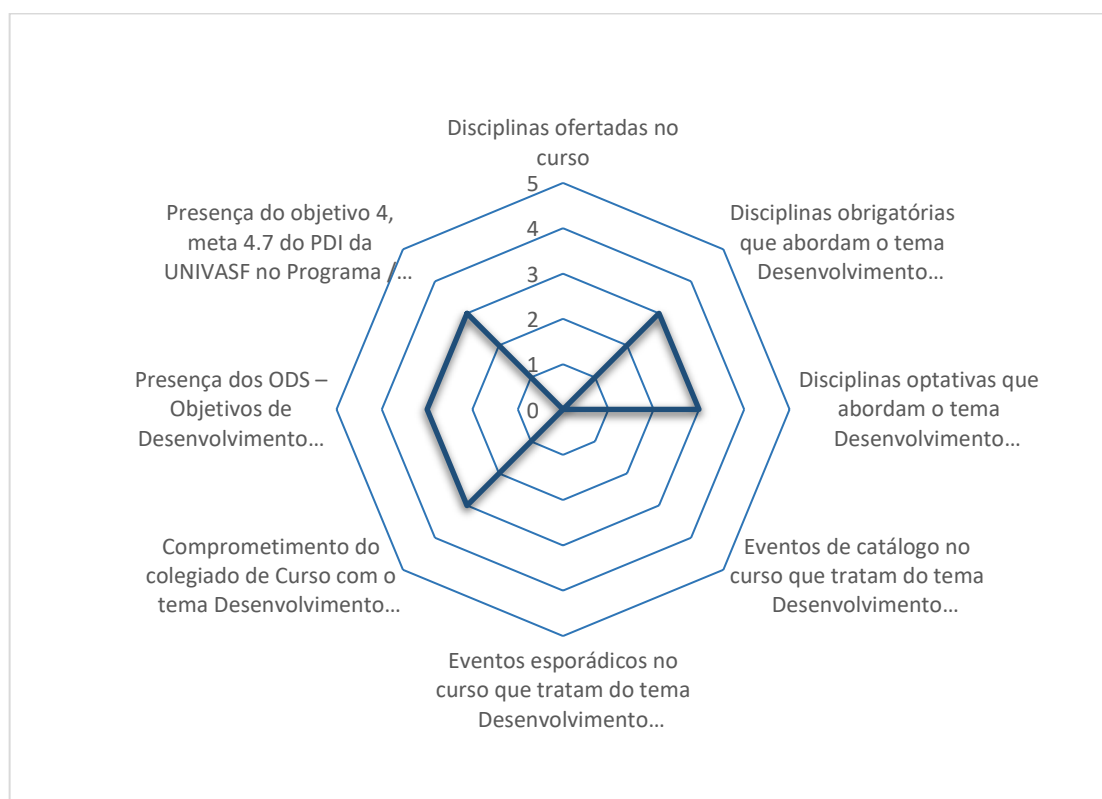 Disciplinas ofertadas no
curso
5
4
3
2
1
0
Disciplinas obrigatórias
que abordam o tema
Desenvolvimento...
Disciplinas optativas que
abordam o tema
Desenvolvimento...
Eventos de catálogo no
curso que tratam do tema
Desenvolvimento...
Eventos esporádicos no
curso que tratam do tema
Desenvolvimento...
Comprometimento do
colegiado de Curso com o
tema Desenvolvimento...
Presença dos ODS –
Objetivos de
Desenvolvimento...
Presença do objetivo 4,
meta 4.7 do PDI da
UNIVASF no Programa /...